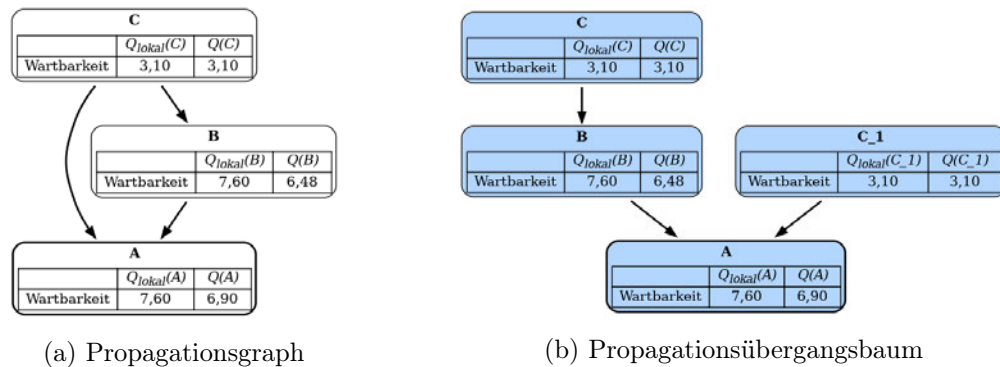 C
Q_lokal(C) Q(C)
Wartbarkeit 3,10 3,10
B
Q_lokal(B) Q(B)
Wartbarkeit 7,60 6,48
A
Q_lokal(A) Q(A)
Wartbarkeit 7,60 6,90
(a) Propagationsgraph
C
Q_lokal(C) Q(C)
Wartbarkeit 3,10 3,10
B
Q_lokal(B) Q(B)
Wartbarkeit 7,60 6,48
C_1
Q_lokal(C_1) Q(C_1)
Wartbarkeit 3,10 3,10
A
Q_lokal(A) Q(A)
Wartbarkeit 7,60 6,90
(b) Propagationsübergangsbaum